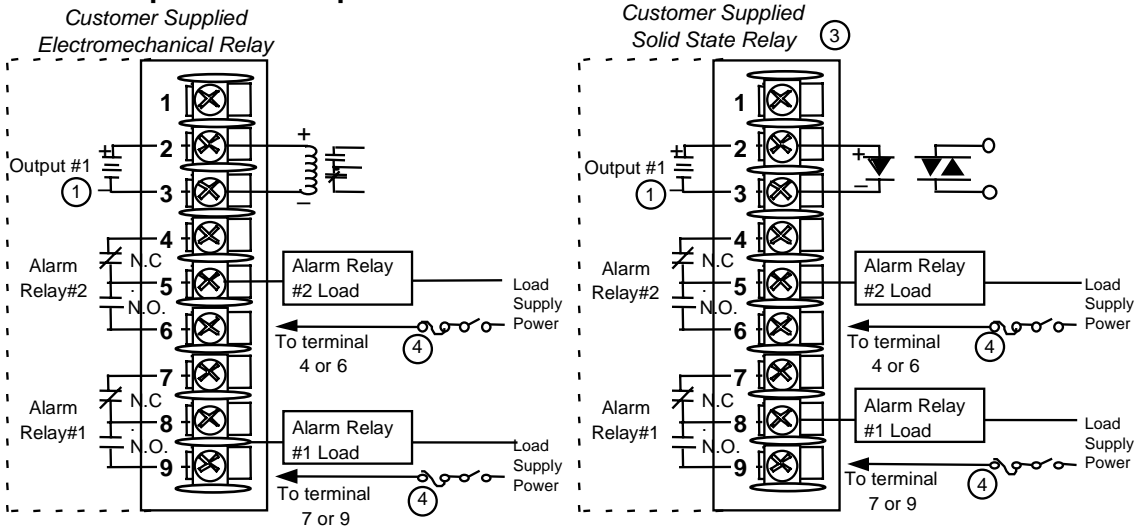 Customer Supplied
Electromechanical Relay
1
2
3
4
5
6
7
8
9
Output #1
1
+
–
+
–
Alarm
Relay#2
N.C
N.O.
Alarm Relay
#2 Load
Load
Supply
Power
To terminal
4 or 6
4
Alarm
Relay#1
N.C
N.O.
Alarm Relay
#1 Load
Load
Supply
Power
To terminal
7 or 9
4
Customer Supplied
Solid State Relay
3
1
2
3
4
5
6
7
8
9
Output #1
1
+
–
+
–
Alarm
Relay#2
N.C
N.O.
Alarm Relay
#2 Load
Load
Supply
Power
To terminal
4 or 6
4
Alarm
Relay#1
N.C
N.O.
Alarm Relay
#1 Load
Load
Supply
Power
To terminal
7 or 9
4